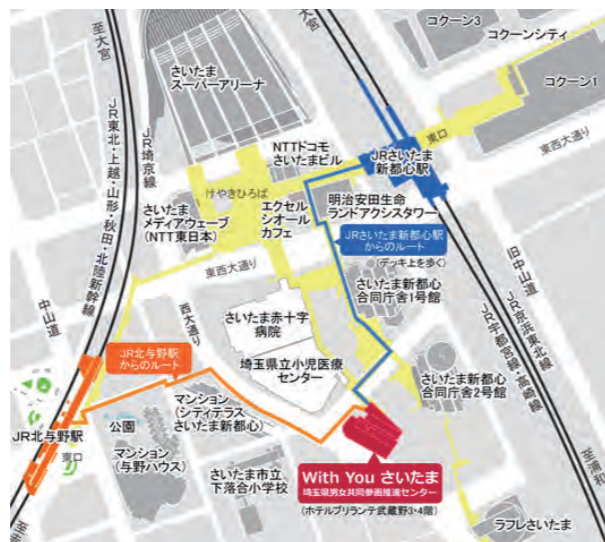 至大宮
至大宮
コクーン3
コクーンシティ
コクーン1
さいたま
スーパーアリーナ
JR東北・上越・山形・秋田・北陸新幹線
JR埼京線
NTTドコモ
さいたまビル
東口
JRさいたま
新都心駅
東西大通り
けやきひろば
さいたま
メディアウェーブ
(NTT東日本)
エクセル
シオール
カフェ
明治安田生命
ランドアクシスタワー
JRさいたま新都心駅
からのルート
(デッキ上を歩く)
東西大通り
中山道
西大通り
さいたま新都心
合同庁舎1号館
旧中山道
JR京浜東北線
JR宇都宮線・高崎線
さいたま赤十字
病院
埼玉県立小児医療
センター
JR北与野駅
からのルート
さいたま新都心
合同庁舎2号館
マンション
(シティテラス
さいたま新都心)
JR北与野駅
東口
公園
マンション
(与野ハウス)
さいたま市立
下落合小学校
With You さいたま
埼玉県男女共同参画推進センター
(ホテルブリランテ武蔵野3・4階)
至浦和
ラフレさいたま